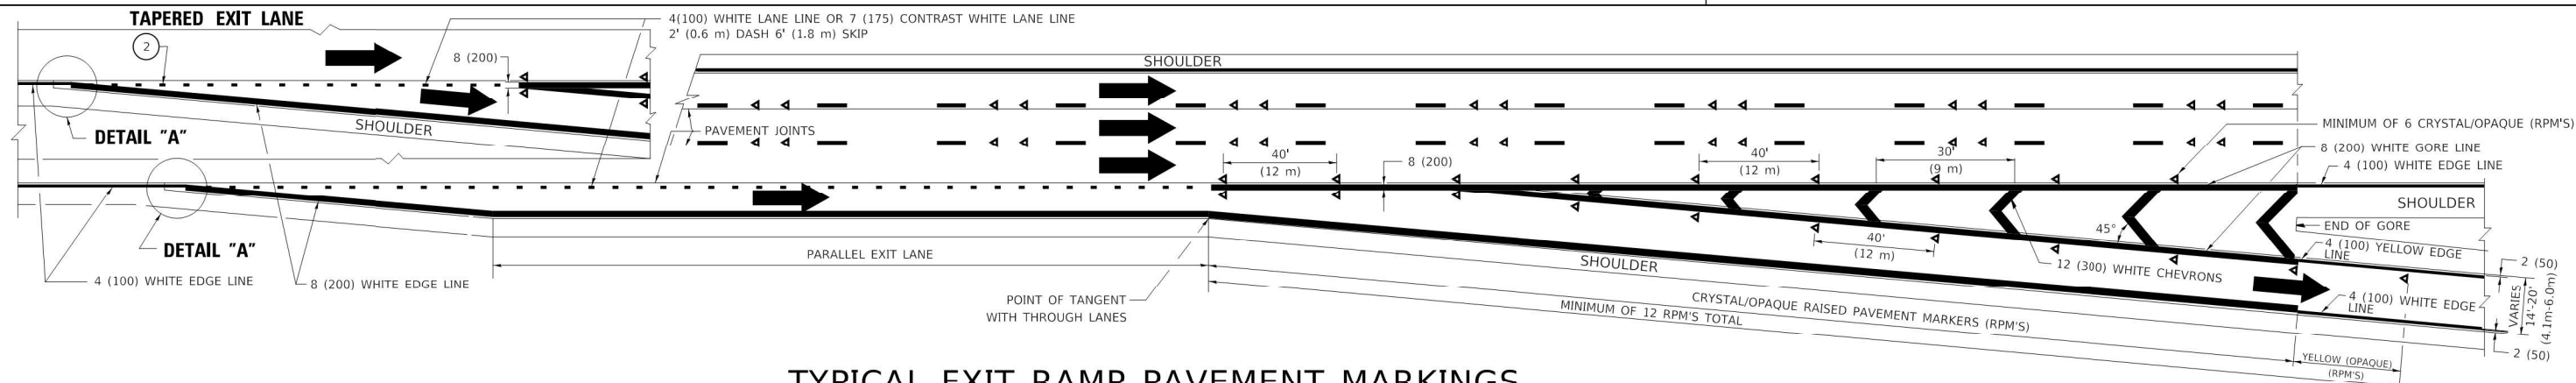 TAPERED EXIT LANE
2
4(100) WHITE LANE LINE OR 7 (175) CONTRAST WHITE LANE LINE
2' (0.6 m) DASH 6' (1.8 m) SKIP
8 (200)
SHOULDER
DETAIL "A"
SHOULDER
PAVEMENT JOINTS
MINIMUM OF 6 CRYSTAL/OPAQUE (RPM'S)
8 (200) WHITE GORE LINE
4 (100) WHITE EDGE LINE
40'
(12 m)
8 (200)
40'
(12 m)
30'
(9 m)
SHOULDER
45°
END OF GORE
DETAIL "A"
4 (100) WHITE EDGE LINE
8 (200) WHITE EDGE LINE
PARALLEL EXIT LANE
40'
(12 m)
4 (100) YELLOW EDGE
LINE
SHOULDER
12 (300) WHITE CHEVRONS
2 (50)
POINT OF TANGENT
WITH THROUGH LANES
CRYSTAL/OPAQUE RAISED PAVEMENT MARKERS (RPM'S)
MINIMUM OF 12 RPM'S TOTAL
4 (100) WHITE EDGE
LINE
VARIES
14'-20'
(4.1m-6.0m)
2 (50)
YELLOW (OPAQUE)
(RPM'S)
TYPICAL EXIT RAMP PAVEMENT MARKINGS